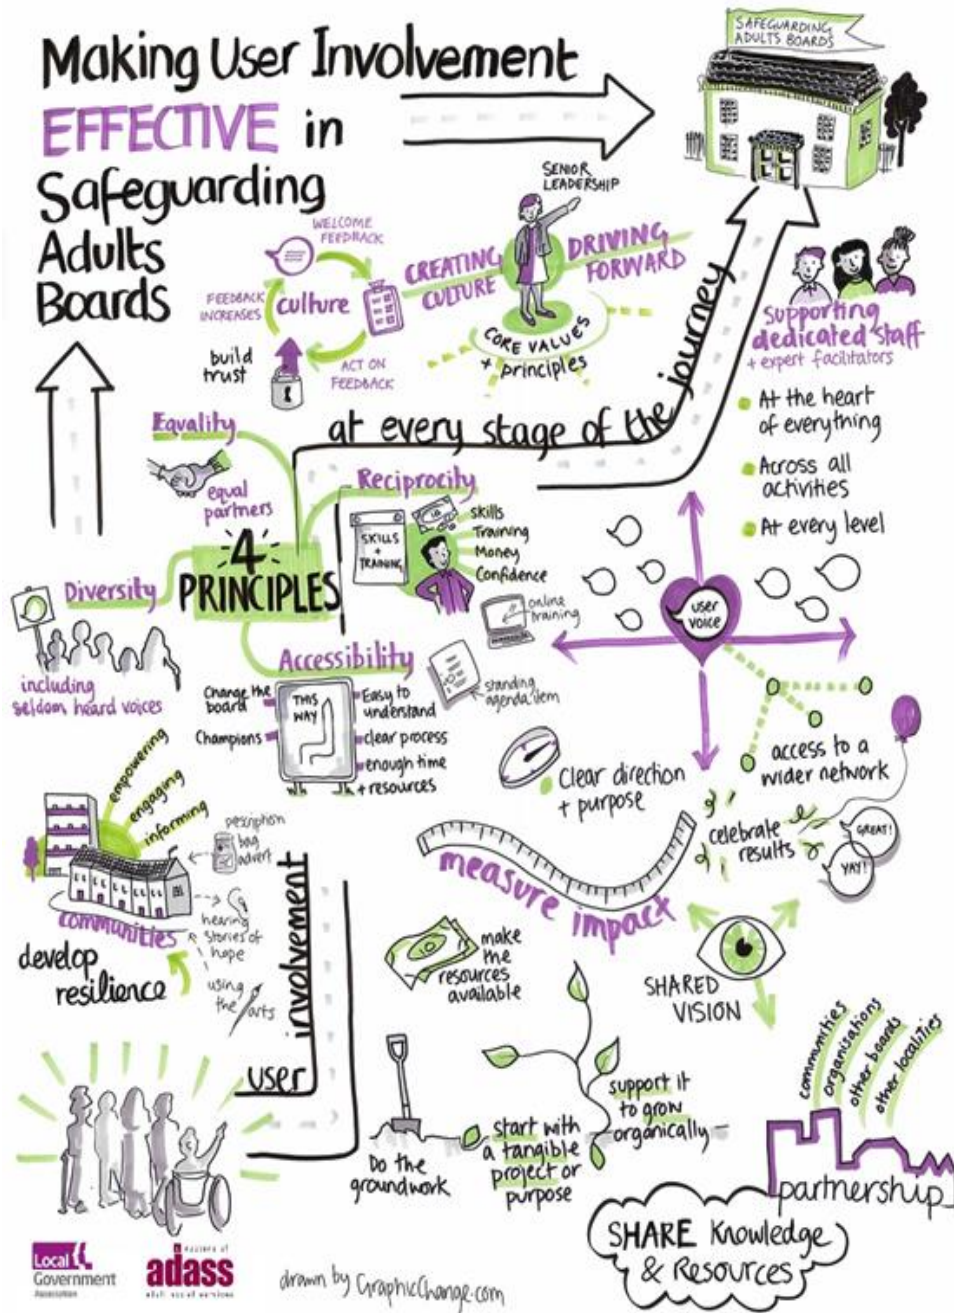 Making User Involvement
EFFECTIVE in
Safeguarding
Adults
Boards
SAFEGUARDING
ADULTS BOARDS
SENIOR
LEADERSHIP
CREATING
CULTURE
DRIVING
FORWARD
CORE VALUES
+ principles
WELCOME
FEEDBACK
culture
FEEDBACK
INCREASES
ACT ON
FEEDBACK
build
trust
Supporting
dedicated staff
+ expert facilitators
At the heart
of everything
Across all
activities
At every level
at every stage of the journey
4
PRINCIPLES
Equality
equal
partners
Reciprocity
SKILLS
+
TRAINING
Skills
Training
Money
Confidence
online
training
Diversity
including
seldom heard voices
Accessibility
Change the
board
Champions
THIS
WAY
Easy to
understand
clear process
enough time
+ resources
standing
agenda item
user
voice
access to a
wider network
Clear direction
+ purpose
celebrate
results
GREAT!
YAY!
measure impact
empowering
engaging
informing
communities
bag
advert
hearing
stories of
hope
using
the arts
develop
resilience
user involvement
make
the
resources
available
SHARED
VISION
Do the
groundwork
start with
a tangible
project or
purpose
support it
to grow
organically
communities
organisations
other boards
other localities
partnership
SHARE Knowledge
& Resources
Local
Government
Association
adass
drawn by GraphicChange.com